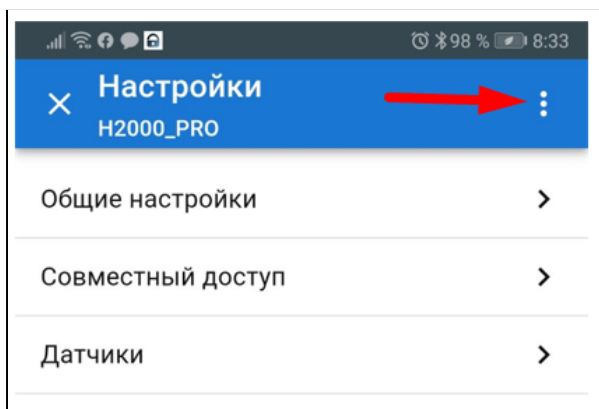 98 % 8:33
Настройки
H2000_PRO
Общие настройки
Совместный доступ
Датчики